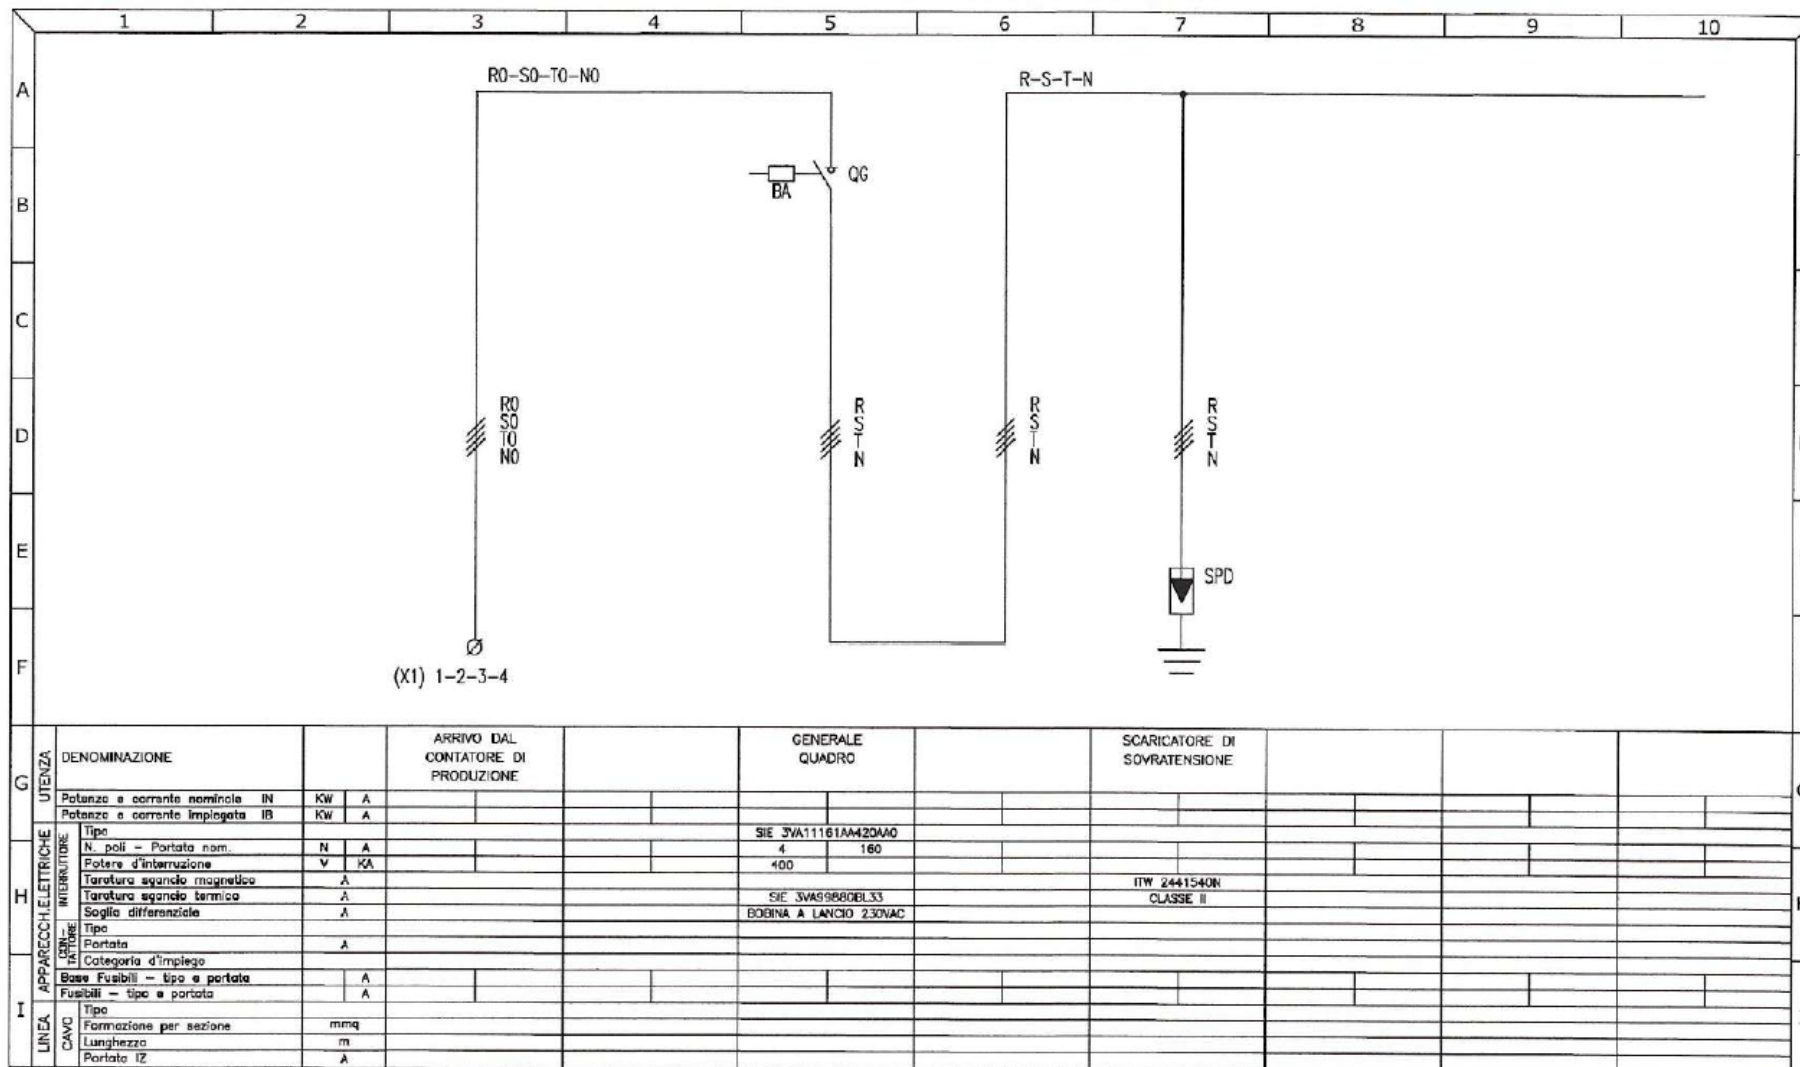 1 2 3 4 5 6 7 8 9 10
A
R0-S0-T0-N0
R-S-T-N
B
BA
QG
C
D
R0
S0
T0
N0
R
S
T
N
R
S
T
N
R
S
T
N
E
SPD
F
(X1) 1-2-3-4
G
UTENZA
DENOMINAZIONE
ARRIVO DAL
CONTATORE DI
PRODUZIONE
GENERALE
QUADRO
SCARICATORE DI
SOVRATENSIONE
Potenza e corrente nominale IN KW A
Potenza e corrente impiegata IB KW A
H
APPARECCH.ELETTRICHE
INTERRUTTORE
Tipo SIE 3VA11161AA420AA0
N. poli - Portata nom. N A 4 160
Potere d'interruzione V KA 400
Taratura sgancio magnetico A ITW 2441540N
Taratura sgancio termico A SIE 3VA99880BL33 CLASSE II
Soglia differenziale A BOBINA A LANCIO 230VAC
CON-
TATTORE
Tipo
Portata A
Categoria d'impiego
Base Fusibili - tipo e portata A
Fusibili - tipo e portata A
I
LINEA
CAVO
Tipo
Formazione per sezione mmq
Lunghezza m
Portata IZ A